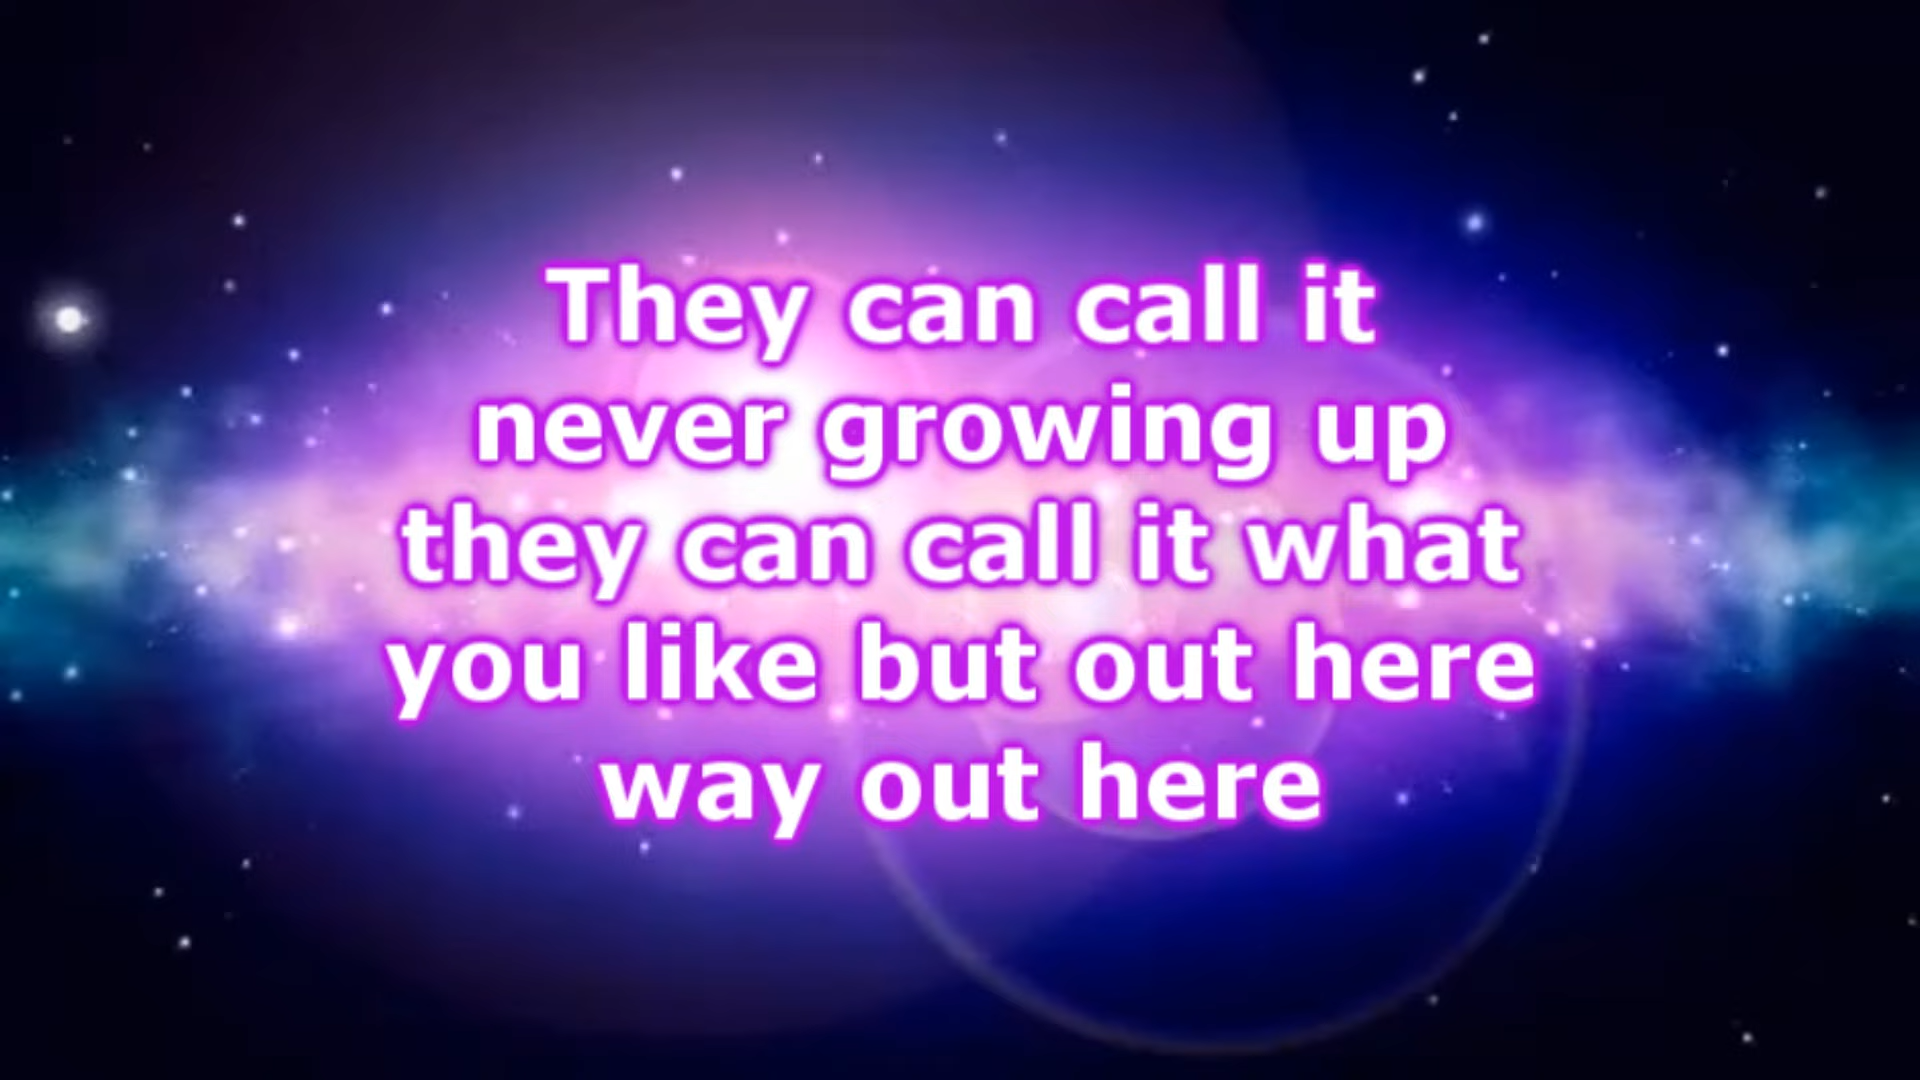 They can call it
never growing up
they can call it what
you like but out here
way out here